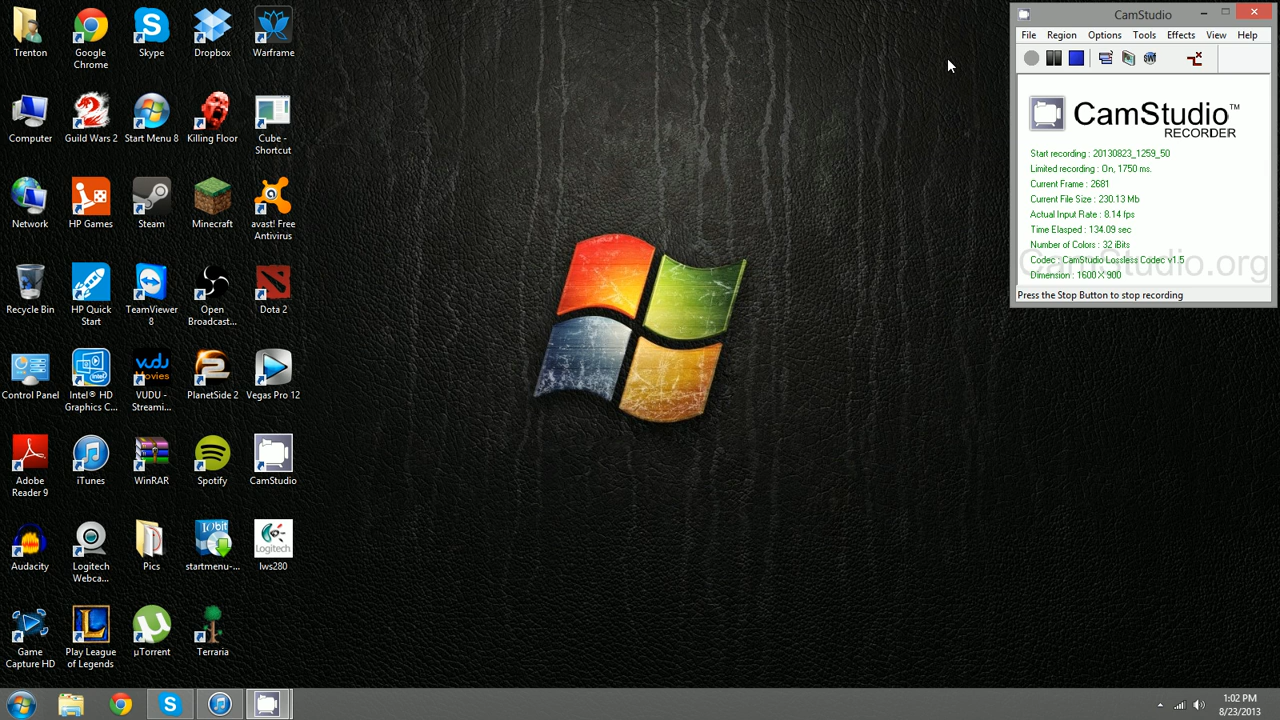 Trenton
Google
Chrome
Skype
Dropbox
Warframe
Computer
Guild Wars 2
Start Menu 8
Killing Floor
Cube -
Shortcut
Network
HP Games
Steam
Minecraft
avast! Free
Antivirus
Recycle Bin
HP Quick
Start
TeamViewer
8
Open
Broadcast...
Dota 2
Control Panel
Intel® HD
Graphics C...
vudu
Movies
VUDU -
Streami...
PlanetSide 2
Vegas Pro 12
Adobe
Reader 9
iTunes
WinRAR
Spotify
CamStudio
Audacity
Logitech
Webca...
Pics
IObit
startmenu-...
Logitech
lws280
Game
Capture HD
Play League
of Legends
µTorrent
Terraria
CamStudio
File Region Options Tools Effects View Help
CamStudio™
RECORDER
Start recording : 20130823_1259_50
Limited recording : On, 1750 ms.
Current Frame : 2681
Current File Size : 230.13 Mb
Actual Input Rate : 8.14 fps
Time Elasped : 134.09 sec
Number of Colors : 32 iBits
Codec : CamStudio Lossless Codec v1.5
CamStudio.org
Dimension : 1600 X 900
Press the Stop Button to stop recording
1:02 PM
8/23/2013